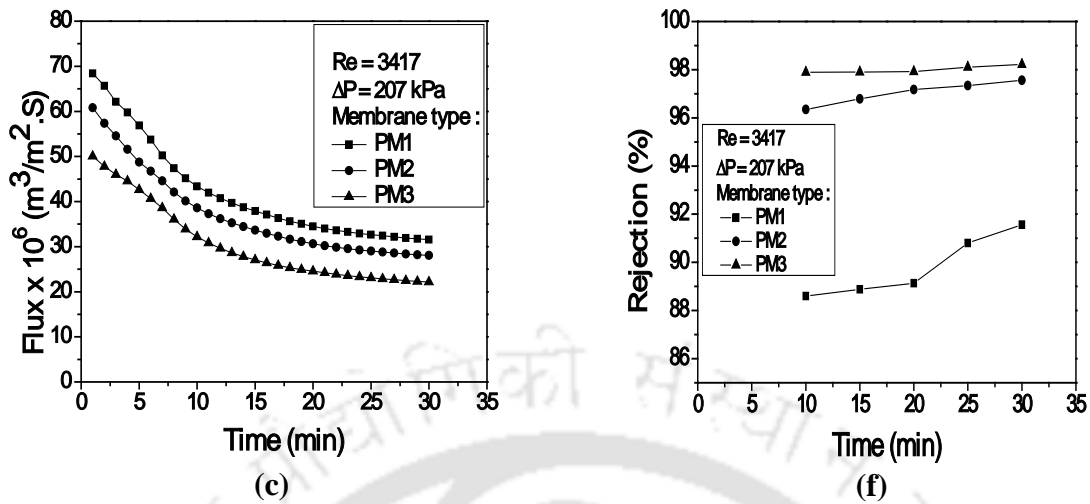 80
70
60
50
40
30
20
10
0
Flux x 10⁶ (m³/m².S)
0 5 10 15 20 25 30 35
Time (min)
Re = 3417
ΔP = 207 kPa
Membrane type :
PM1
PM2
PM3
(c)
100
98
96
94
92
90
88
86
Rejection (%)
0 5 10 15 20 25 30 35
Time (min)
Re = 3417
ΔP = 207 kPa
Membrane type :
PM1
PM2
PM3
(f)